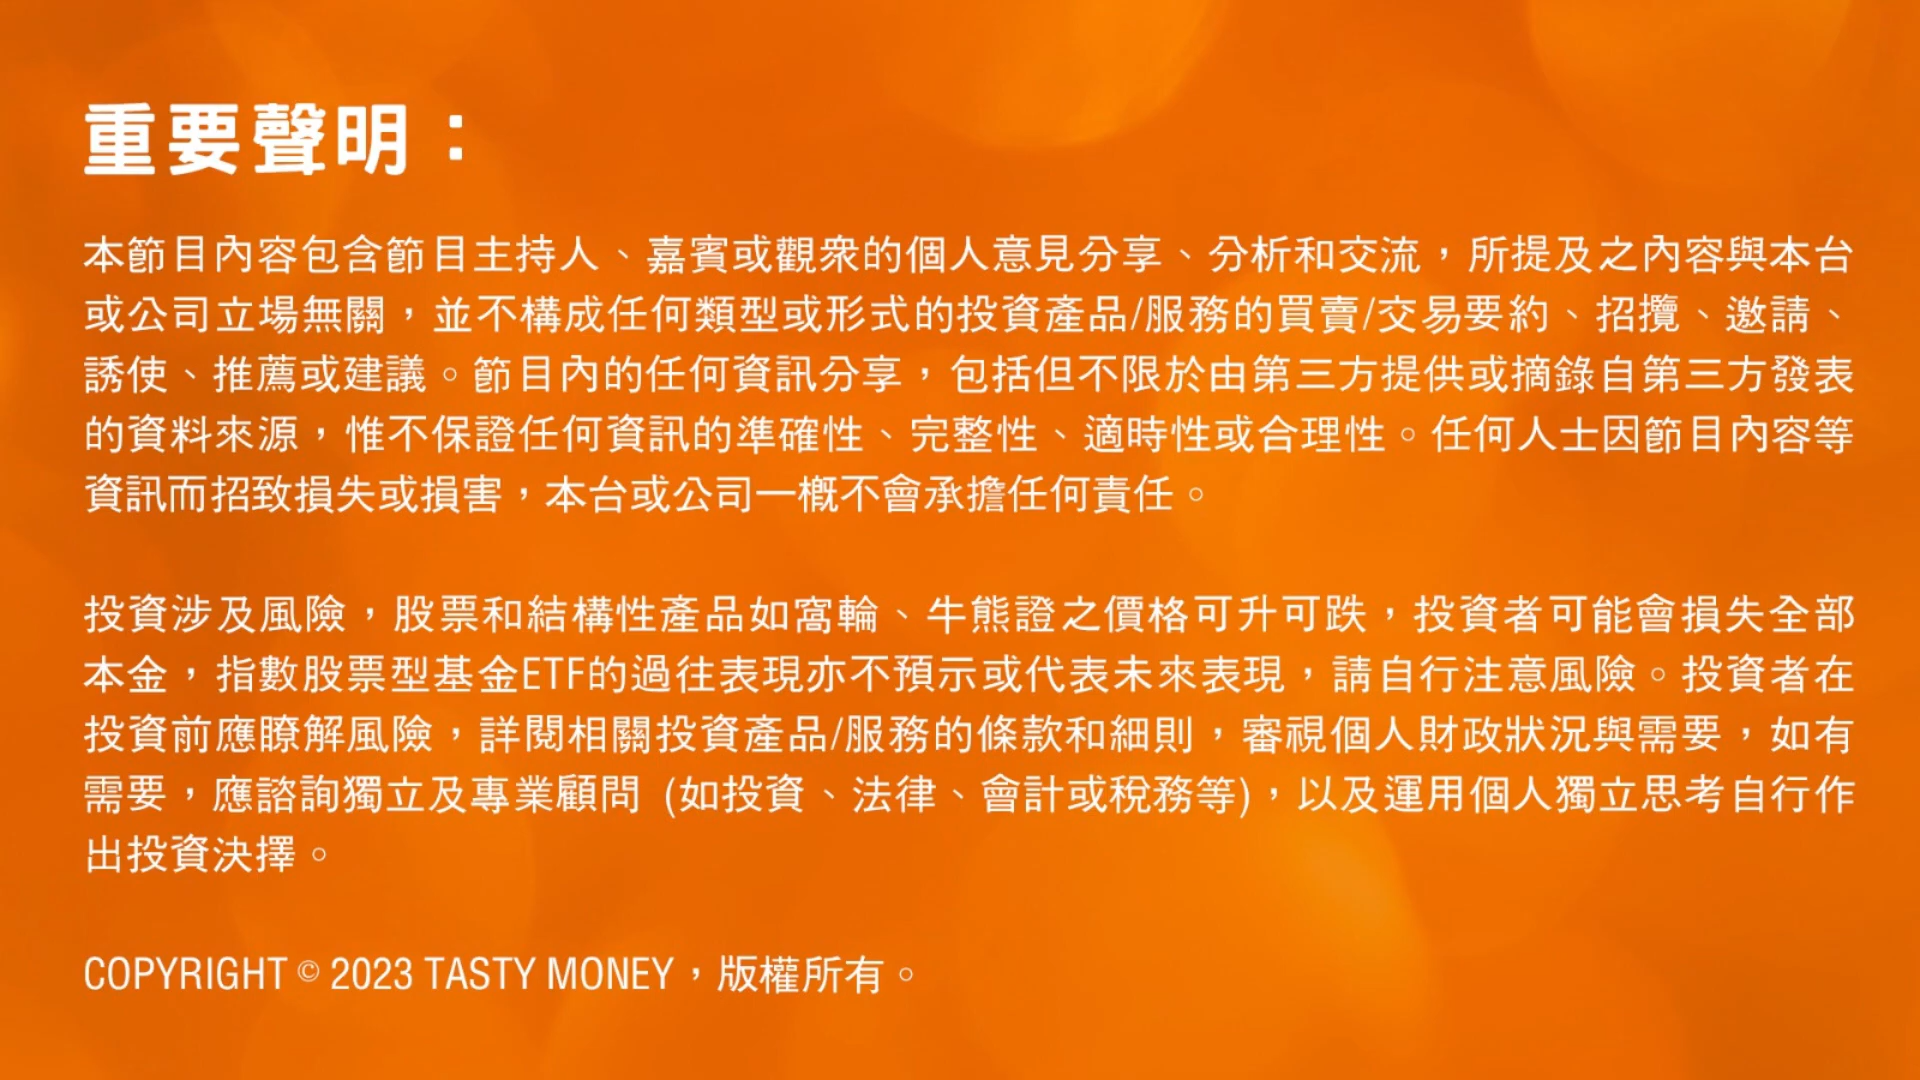 重要聲明：
本節目內容包含節目主持人、嘉賓或觀眾的個人意見分享、分析和交流，所提及之內容與本台
或公司立場無關，並不構成任何類型或形式的投資產品/服務的買賣/交易要約、招攬、邀請、
誘使、推薦或建議。節目內的任何資訊分享，包括但不限於由第三方提供或摘錄自第三方發表
的資料來源，惟不保證任何資訊的準確性、完整性、適時性或合理性。任何人士因節目內容等
資訊而招致損失或損害，本台或公司一概不會承擔任何責任。
投資涉及風險，股票和結構性產品如窩輪、牛熊證之價格可升可跌，投資者可能會損失全部
本金，指數股票型基金ETF的過往表現亦不預示或代表未來表現，請自行注意風險。投資者在
投資前應瞭解風險，詳閱相關投資產品/服務的條款和細則，審視個人財政狀況與需要，如有
需要，應諮詢獨立及專業顧問 (如投資、法律、會計或稅務等)，以及運用個人獨立思考自行作
出投資決擇。
COPYRIGHT © 2023 TASTY MONEY，版權所有。